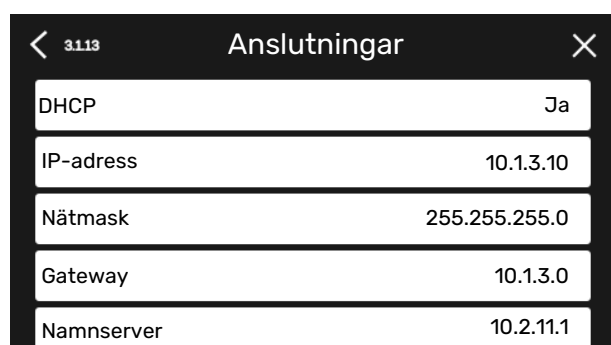 3.1.13 Anslutningar
DHCP Ja
IP-adress 10.1.3.10
Nätmask 255.255.255.0
Gateway 10.1.3.0
Namnserver 10.2.11.1